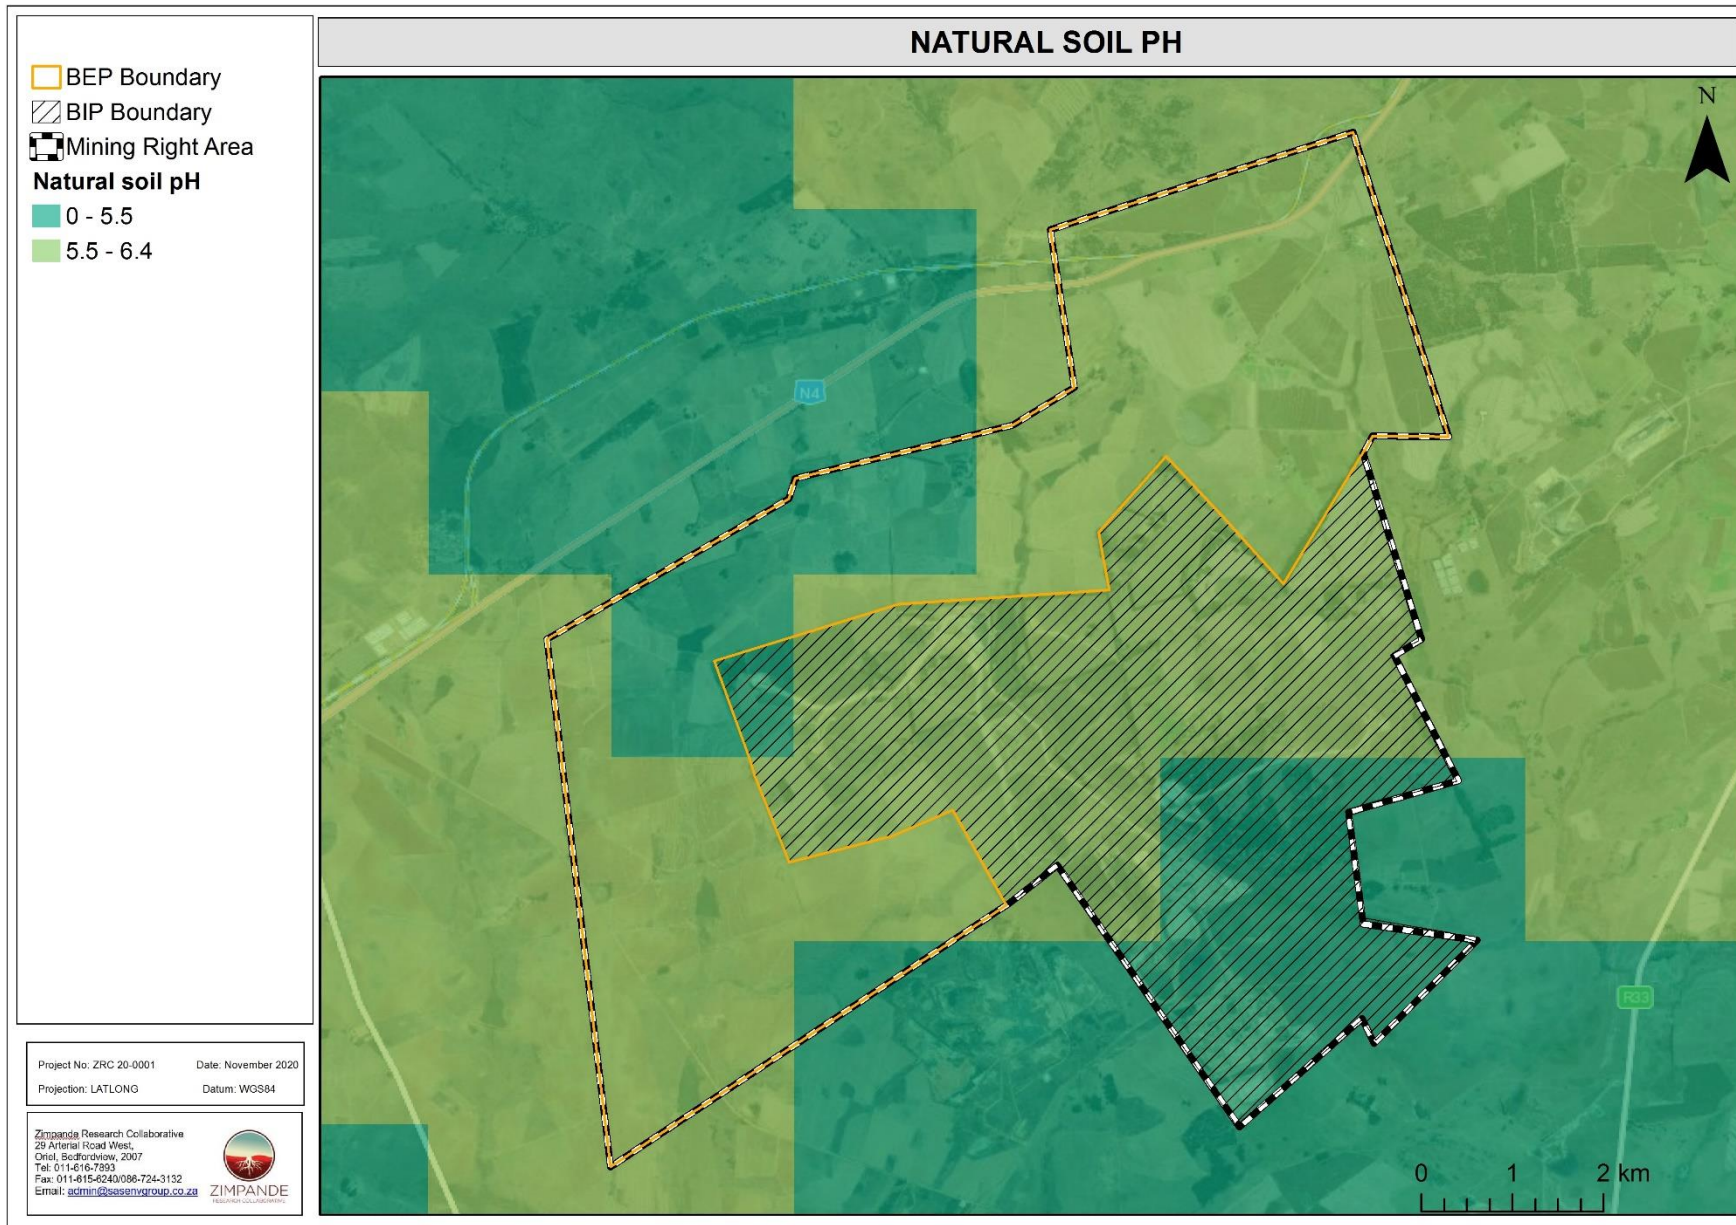 NATURAL SOIL PH
BEP Boundary
BIP Boundary
Mining Right Area
Natural soil pH
0 - 5.5
5.5 - 6.4
N
N4
R33
0 1 2 km
Project No: ZRC 20-0001 Date: November 2020
Projection: LATLONG Datum: WGS84
Zimpande Research Collaborative
29 Arterial Road West,
Oriel, Bedfordview, 2007
Tel: 011-616-7893
Fax: 011-615-6240/086-724-3132
Email: admin@sasenvgroup.co.za
ZIMPANDE
RESEARCH COLLABORATIVE